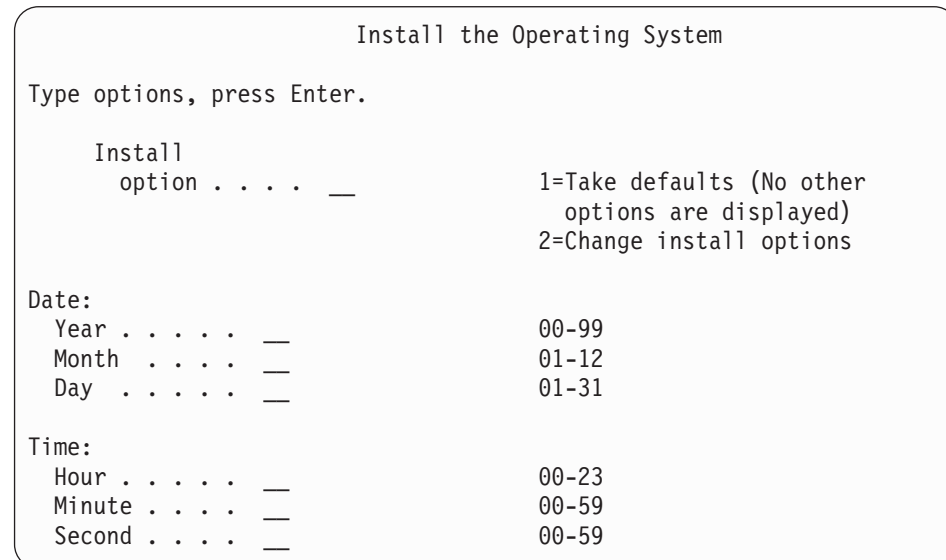 Install the Operating System
Type options, press Enter.
Install
option . . . . __ 1=Take defaults (No other
options are displayed)
2=Change install options
Date:
Year . . . . . __ 00-99
Month . . . . __ 01-12
Day . . . . . __ 01-31
Time:
Hour . . . . . __ 00-23
Minute . . . . __ 00-59
Second . . . . __ 00-59